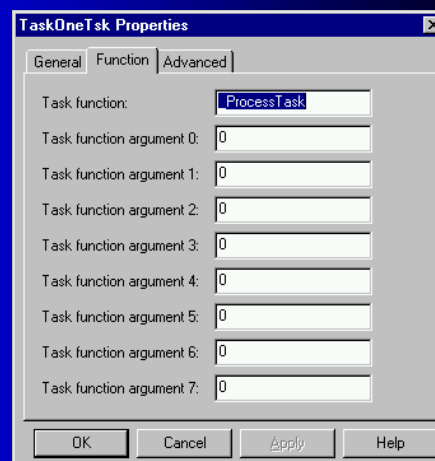 TaskOneTsk Properties
General Function Advanced
Task function: _ProcessTask
Task function argument 0: 0
Task function argument 1: 0
Task function argument 2: 0
Task function argument 3: 0
Task function argument 4: 0
Task function argument 5: 0
Task function argument 6: 0
Task function argument 7: 0
OK Cancel Apply Help